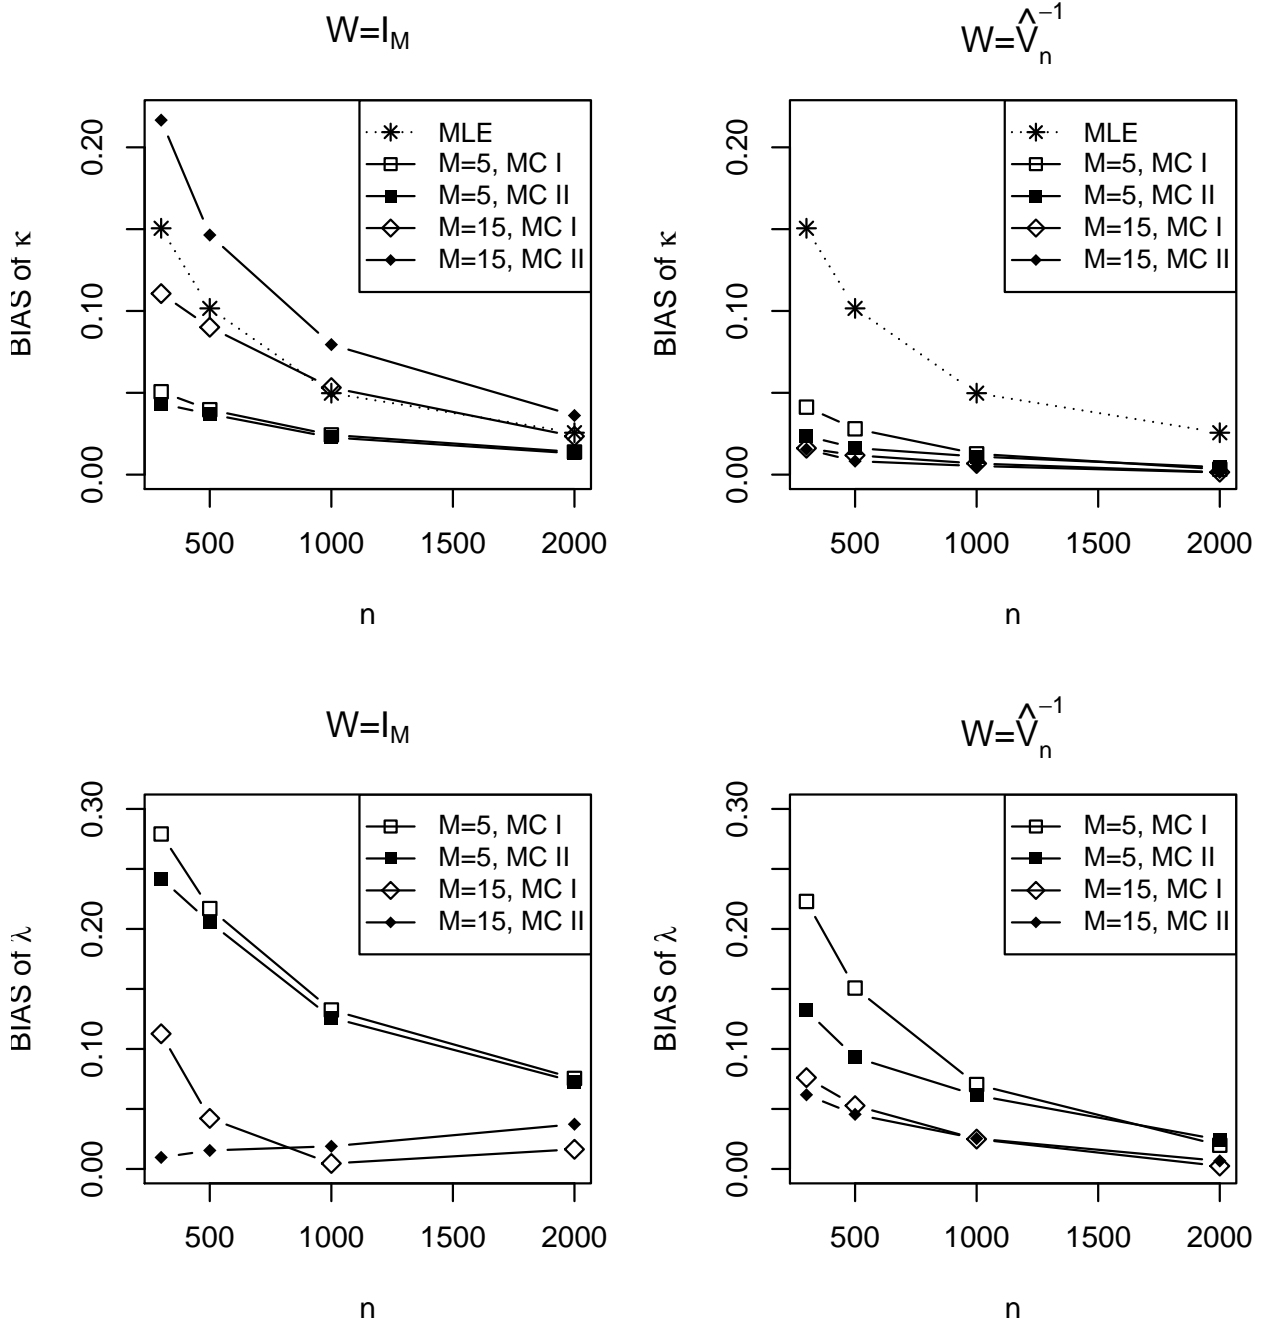 W=I_M
BIAS of κ
0.00 0.10 0.20
MLE
M=5, MC I
M=5, MC II
M=15, MC I
M=15, MC II
500 1000 1500 2000
n
W=V̂_n^−1
BIAS of κ
0.00 0.10 0.20
MLE
M=5, MC I
M=5, MC II
M=15, MC I
M=15, MC II
500 1000 1500 2000
n
W=I_M
BIAS of λ
0.00 0.10 0.20 0.30
M=5, MC I
M=5, MC II
M=15, MC I
M=15, MC II
500 1000 1500 2000
n
W=V̂_n^−1
BIAS of λ
0.00 0.10 0.20 0.30
M=5, MC I
M=5, MC II
M=15, MC I
M=15, MC II
500 1000 1500 2000
n